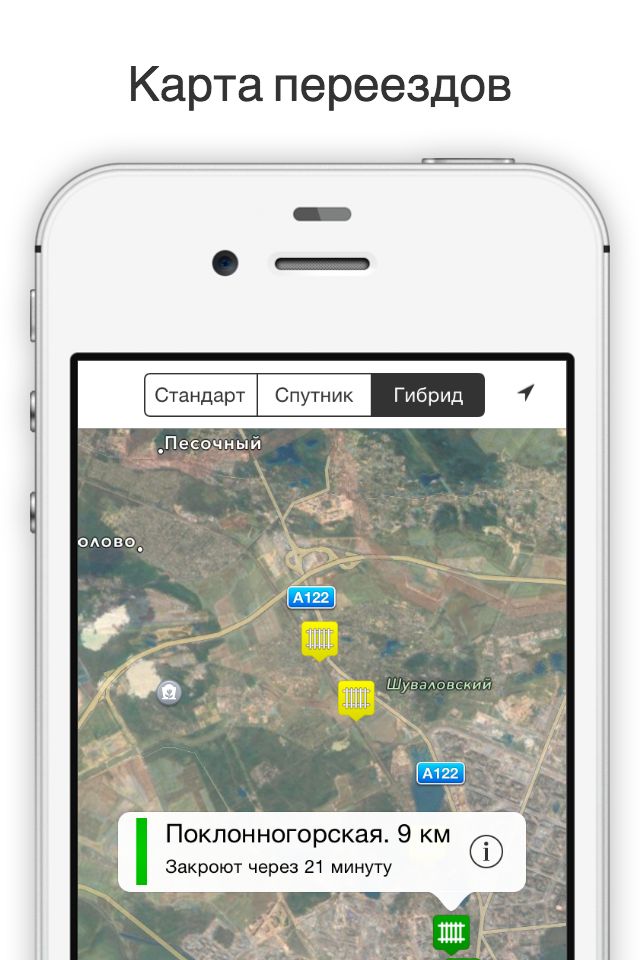 Карта переездов
Стандарт Спутник Гибрид
Песочный
олово
A122
Шуваловский
A122
Поклонногорская. 9 км
Закроют через 21 минуту